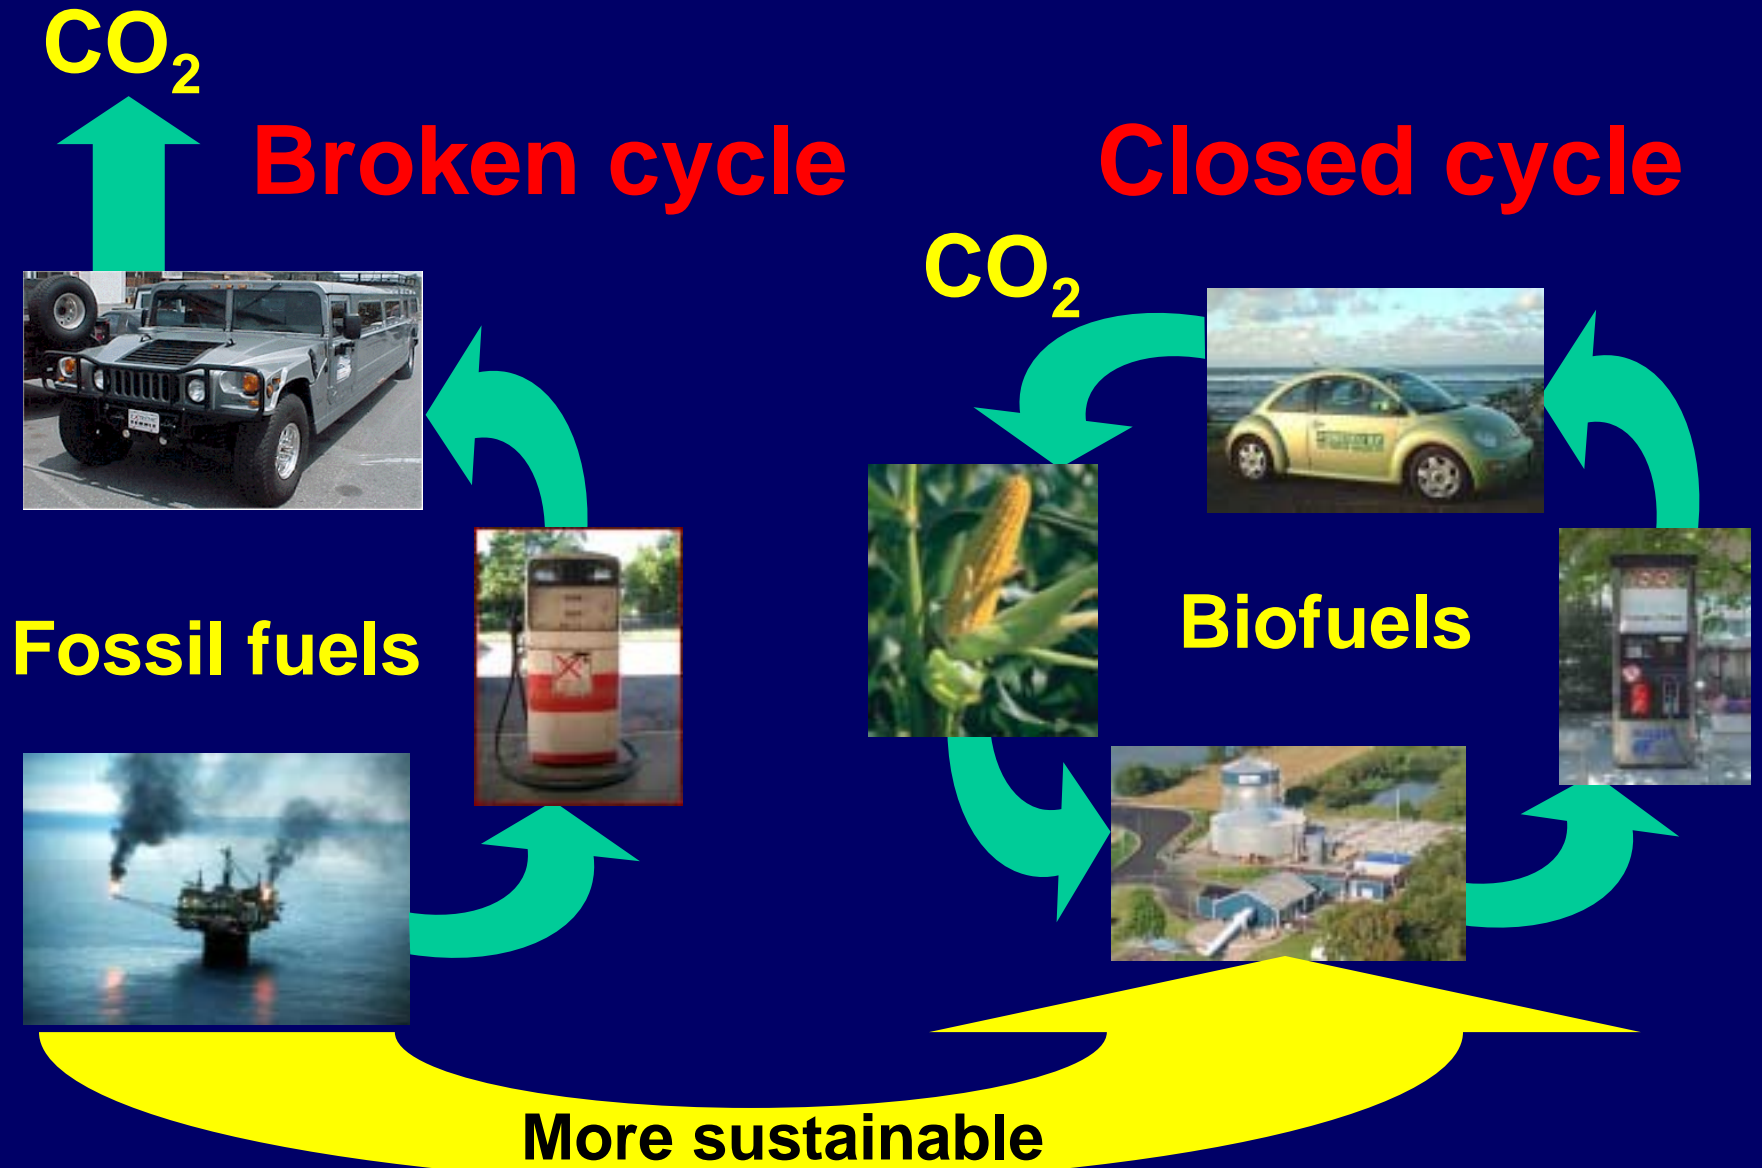 CO₂
Broken cycle
Closed cycle
CO₂
Fossil fuels
Biofuels
More sustainable